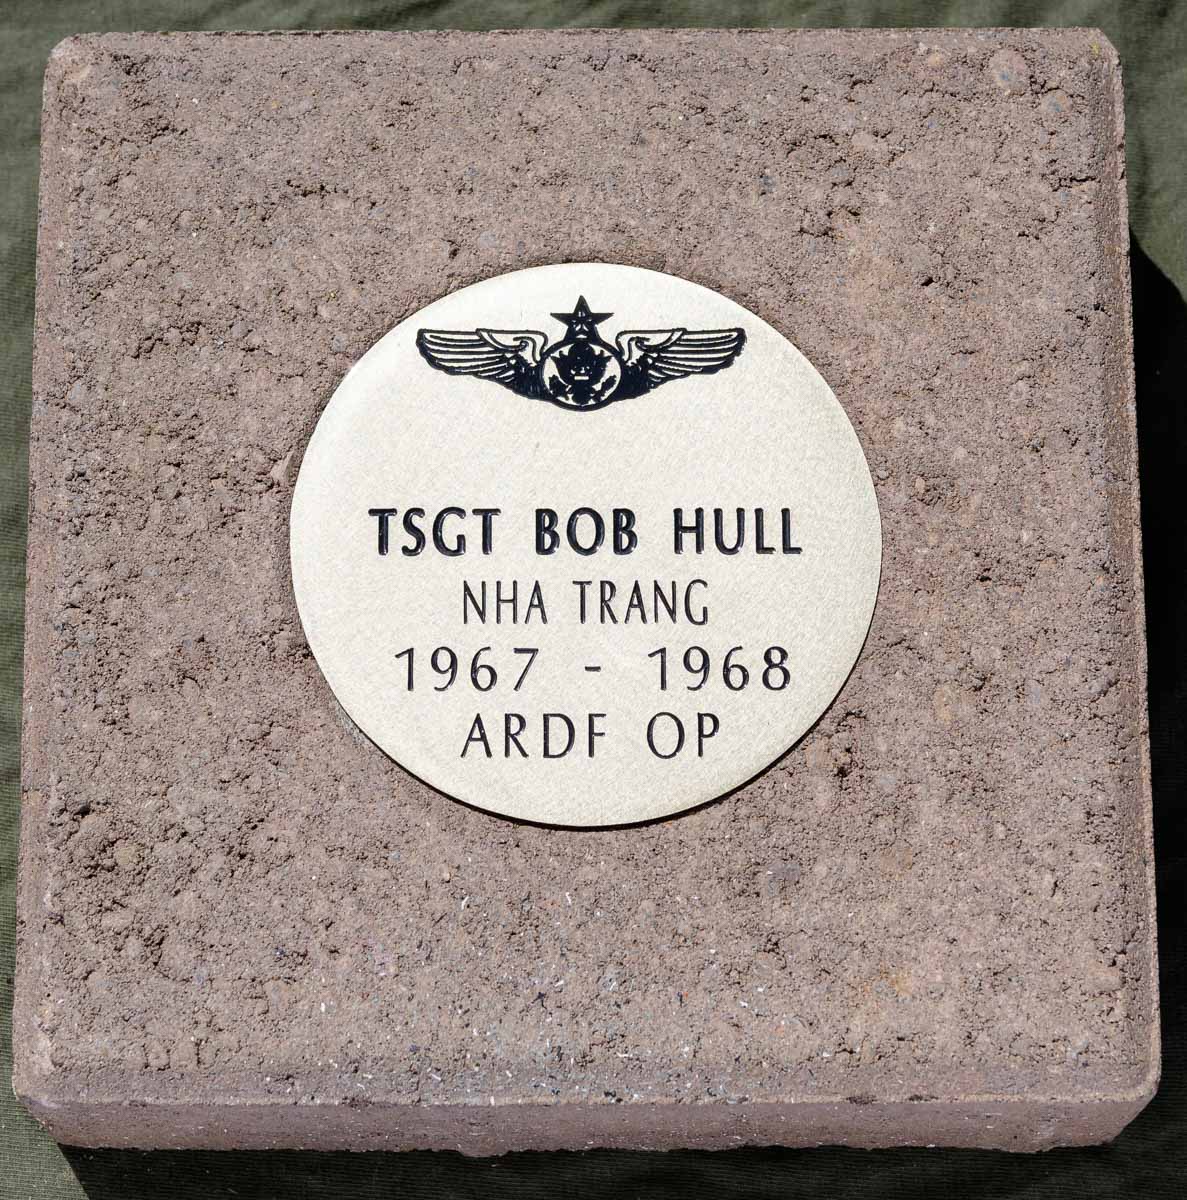 TSGT BOB HULL
NHA TRANG
1967 - 1968
ARDF OP